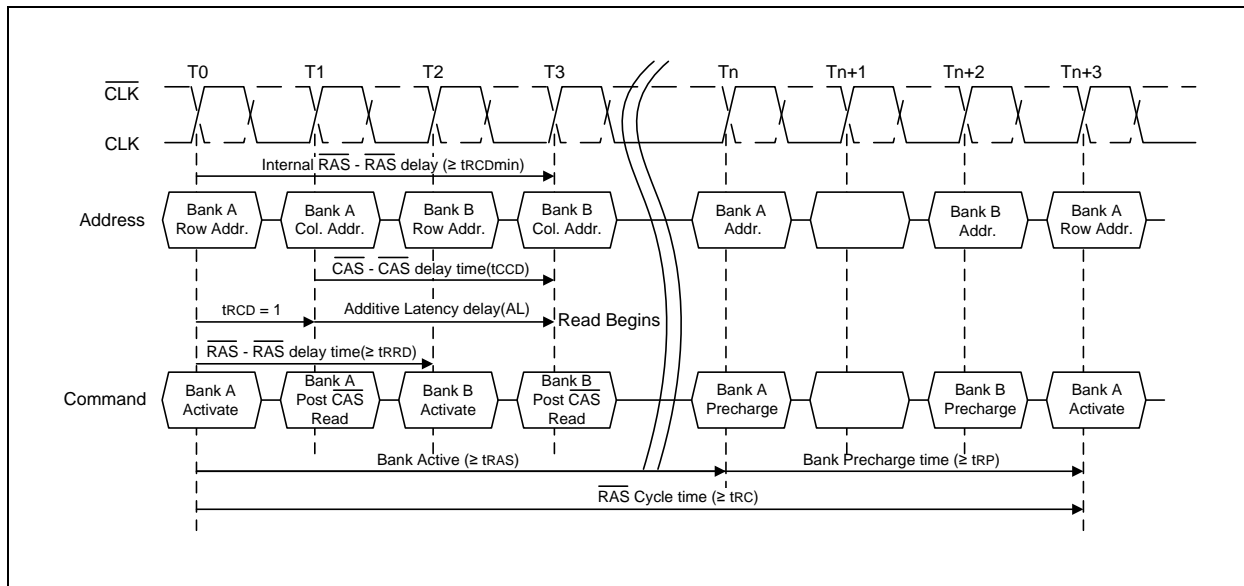 T0 T1 T2 T3 Tn Tn+1 Tn+2 Tn+3
CLK
CLK
Internal RAS - RAS delay (≥ tRCDmin)
Address
Bank A
Row Addr.
Bank A
Col. Addr.
Bank B
Row Addr.
Bank B
Col. Addr.
Bank A
Addr.
Bank B
Addr.
Bank A
Row Addr.
CAS - CAS delay time(tCCD)
tRCD = 1
Additive Latency delay(AL)
Read Begins
RAS - RAS delay time(≥ tRRD)
Command
Bank A
Activate
Bank A
Post CAS
Read
Bank B
Activate
Bank B
Post CAS
Read
Bank A
Precharge
Bank B
Precharge
Bank A
Activate
Bank Active (≥ tRAS)
Bank Precharge time (≥ tRP)
RAS Cycle time (≥ tRC)